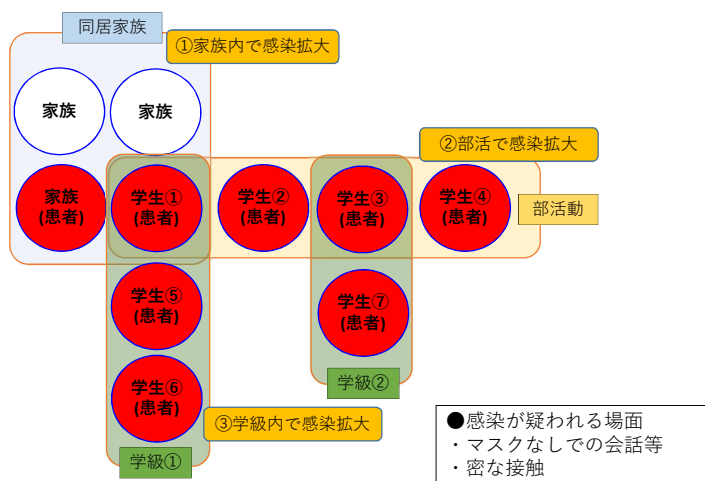 同居家族
①家族内で感染拡大
家族
家族
②部活で感染拡大
家族
(患者)
学生①
(患者)
学生②
(患者)
学生③
(患者)
学生④
(患者)
部活動
学生⑤
(患者)
学生⑦
(患者)
学生⑥
(患者)
学級②
③学級内で感染拡大
学級①
●感染が疑われる場面
・マスクなしでの会話等
・密な接触